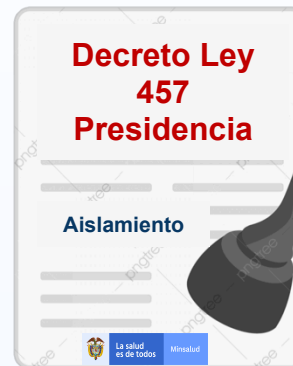 Decreto Ley
457
Presidencia
Aislamiento
La salud
es de todos
Minsalud